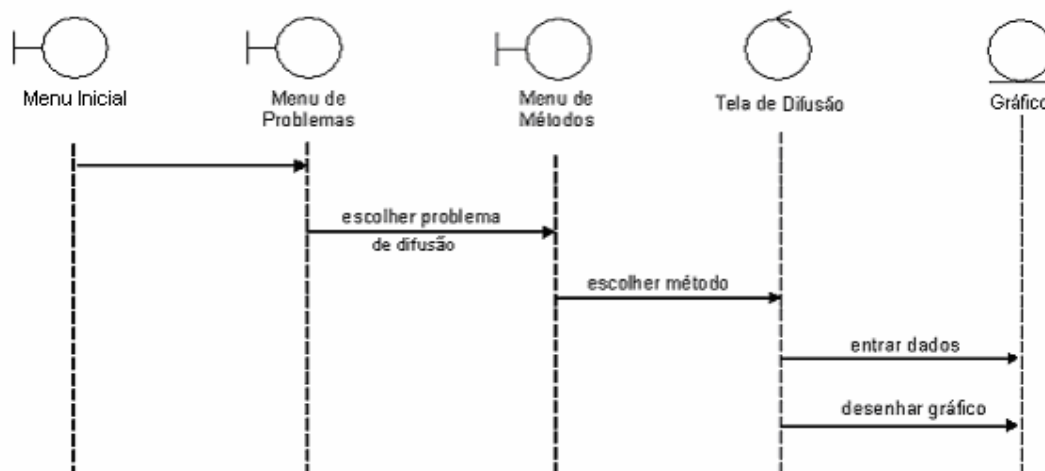 Menu Inicial
Menu de
Problemas
Menu de
Métodos
Tela de Difusão
Gráfico
escolher problema
de difusão
escolher método
entrar dados
desenhar gráfico